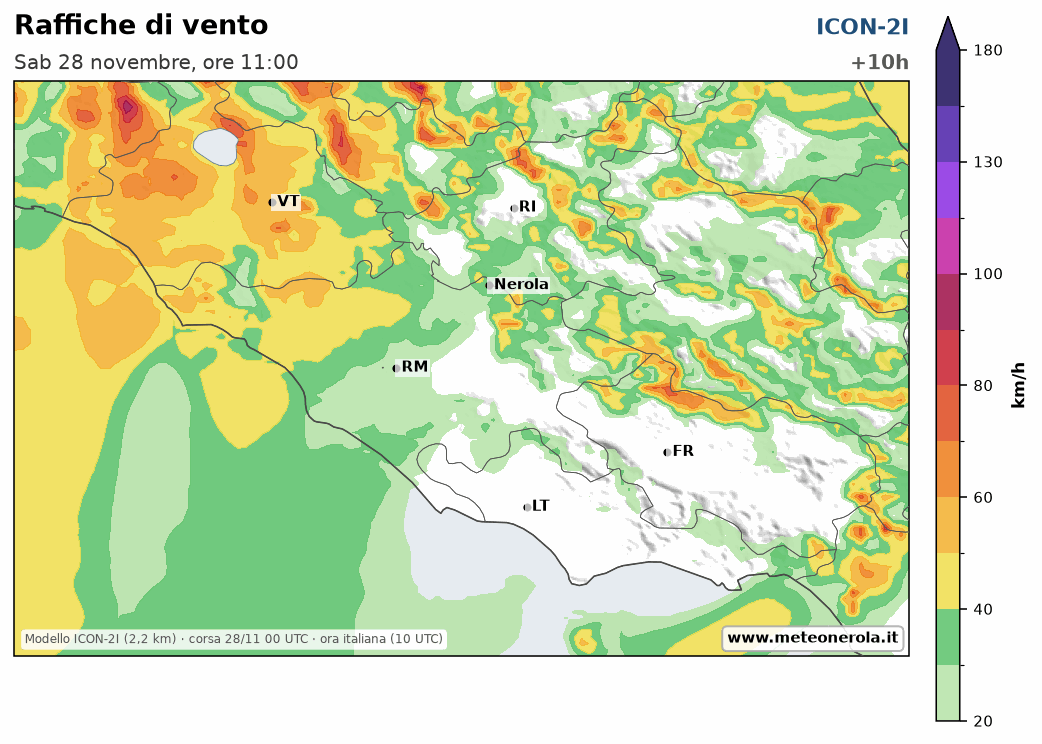 Raffiche di vento
ICON-2I
Sab 28 novembre, ore 11:00
+10h
VT
RI
Nerola
RM
FR
LT
Modello ICON-2I (2,2 km) · corsa 28/11 00 UTC · ora italiana (10 UTC)
www.meteonerola.it
180
130
100
80
60
40
20
km/h